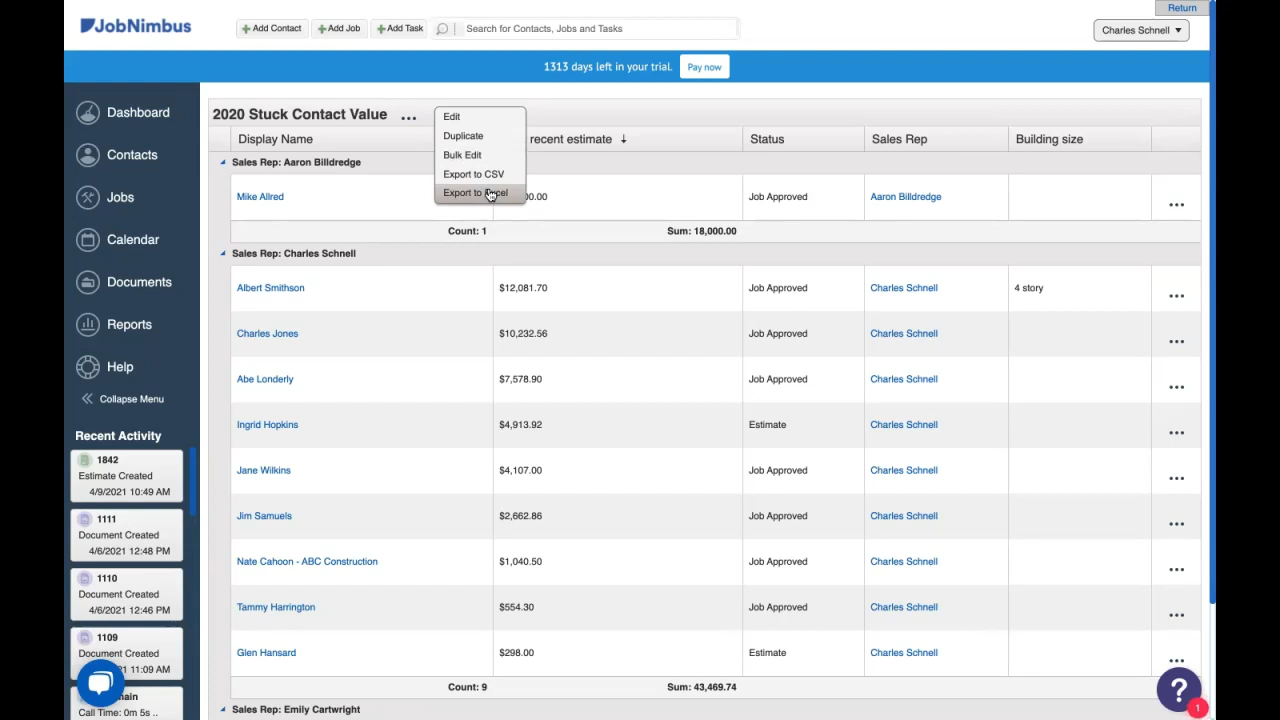 Return
JobNimbus
Add Contact
Add Job
Add Task
Search for Contacts, Jobs and Tasks
Charles Schnell
1313 days left in your trial.
Pay now
Dashboard
Contacts
Jobs
Calendar
Documents
Reports
Help
Collapse Menu
Recent Activity
1842
Estimate Created
4/9/2021 10:49 AM
1111
Document Created
4/6/2021 12:48 PM
1110
Document Created
4/6/2021 12:46 PM
1109
Document Created
11:09 AM
Call Time: 0m 5s ..
2020 Stuck Contact Value ...
Edit
Duplicate
Bulk Edit
Export to CSV
Export to Excel
Display Name
recent estimate ↓
Status
Sales Rep
Building size
Sales Rep: Aaron Billdredge
Mike Allred
Job Approved
Aaron Billdredge
Count: 1
Sum: 18,000.00
Sales Rep: Charles Schnell
Albert Smithson $12,081.70 Job Approved Charles Schnell 4 story
Charles Jones $10,232.56 Job Approved Charles Schnell
Abe Londerly $7,578.90 Job Approved Charles Schnell
Ingrid Hopkins $4,913.92 Estimate Charles Schnell
Jane Wilkins $4,107.00 Job Approved Charles Schnell
Jim Samuels $2,662.86 Job Approved Charles Schnell
Nate Cahoon - ABC Construction $1,040.50 Job Approved Charles Schnell
Tammy Harrington $554.30 Job Approved Charles Schnell
Glen Hansard $298.00 Estimate Charles Schnell
Count: 9
Sum: 43,469.74
Sales Rep: Emily Cartwright
?
1